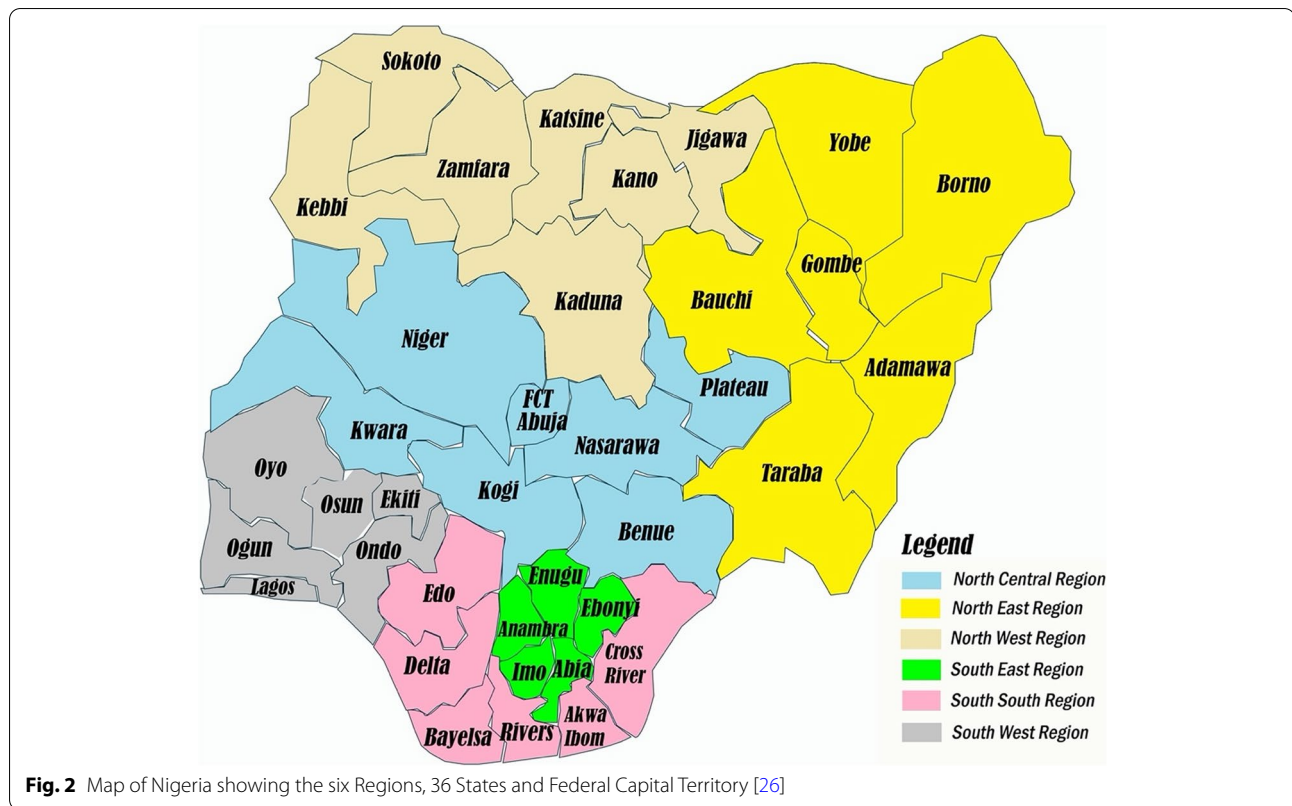 Sokoto
Katsine
Jigawa
Yobe
Borno
Zamfara
Kano
Kebbi
Gombe
Kaduna
Bauchi
Niger
Adamawa
Plateau
FCT
Abuja
Kwara
Nasarawa
Oyo
Taraba
Kogi
Osun
Ekiti
Benue
Ogun
Ondo
Lagos
Edo
Enugu
Ebonyi
Anambra
Delta
Imo
Abia
Cross
River
Bayelsa
Rivers
Akwa
Ibom
Legend
North Central Region
North East Region
North West Region
South East Region
South South Region
South West Region
Fig. 2 Map of Nigeria showing the six Regions, 36 States and Federal Capital Territory [26]